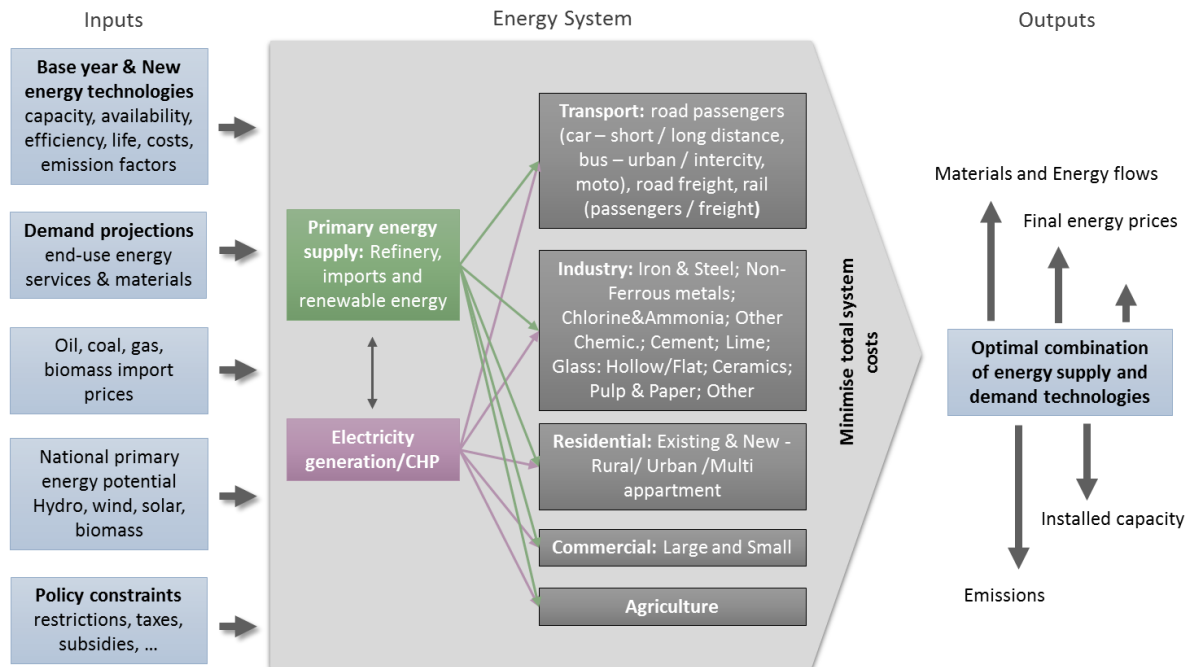 Inputs
Energy System
Outputs
Base year & New
energy technologies
capacity, availability,
efficiency, life, costs,
emission factors
Demand projections
end-use energy
services & materials
Oil, coal, gas,
biomass import
prices
National primary
energy potential
Hydro, wind, solar,
biomass
Policy constraints
restrictions, taxes,
subsidies, ...
Primary energy
supply: Refinery,
imports and
renewable energy
Electricity
generation/CHP
Transport: road passengers
(car – short / long distance,
bus – urban / intercity,
moto), road freight, rail
(passengers / freight)
Industry: Iron & Steel; Non-
Ferrous metals;
Chlorine&Ammonia; Other
Chemic.; Cement; Lime;
Glass: Hollow/Flat; Ceramics;
Pulp & Paper; Other
Residential: Existing & New -
Rural/ Urban /Multi
appartment
Commercial: Large and Small
Agriculture
Minimise total system
costs
Materials and Energy flows
Final energy prices
Optimal combination
of energy supply and
demand technologies
Installed capacity
Emissions